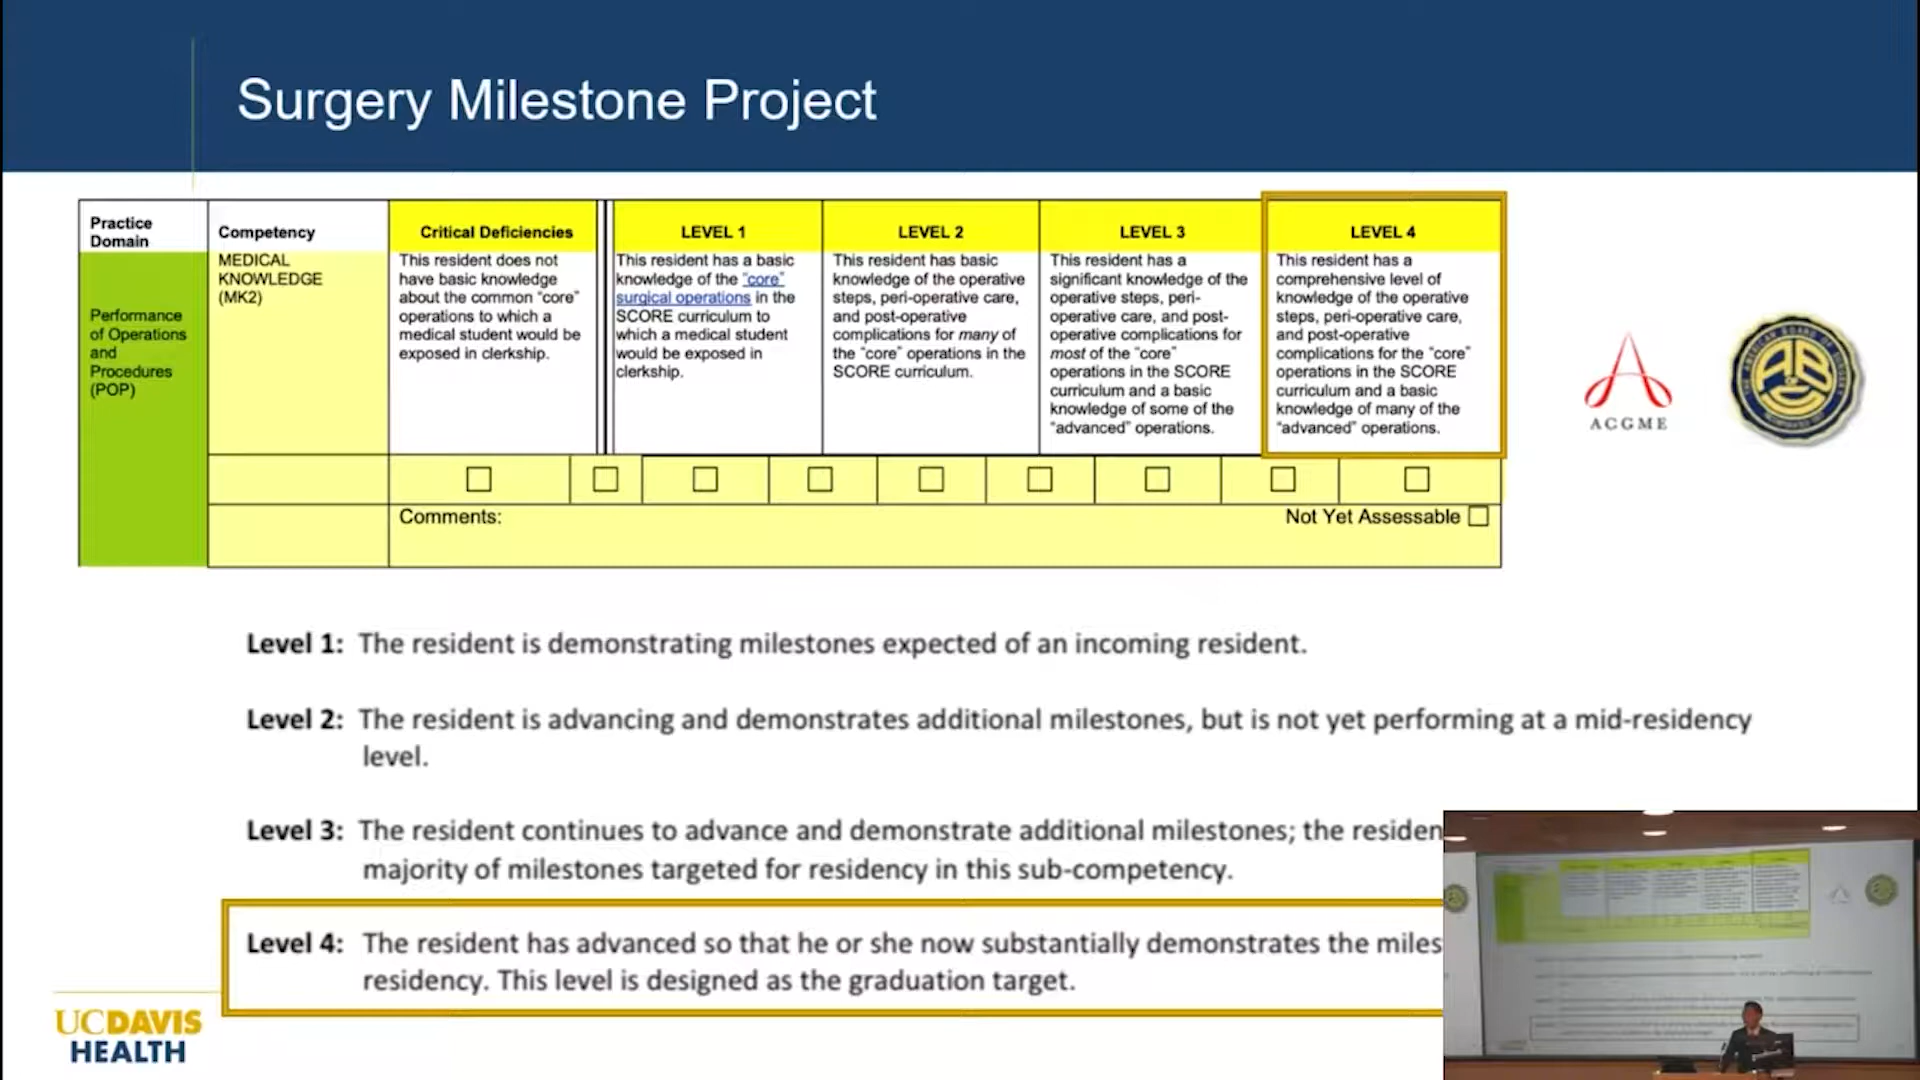 Surgery Milestone Project
Practice
Domain
Competency
Critical Deficiencies
LEVEL 1
LEVEL 2
LEVEL 3
LEVEL 4
Performance
of Operations
and
Procedures
(POP)
MEDICAL
KNOWLEDGE
(MK2)
This resident does not
have basic knowledge
about the common “core”
operations to which a
medical student would be
exposed in clerkship.
This resident has a basic
knowledge of the “core”
surgical operations in the
SCORE curriculum to
which a medical student
would be exposed in
clerkship.
This resident has basic
knowledge of the operative
steps, peri-operative care,
and post-operative
complications for many of
the “core” operations in the
SCORE curriculum.
This resident has a
significant knowledge of the
operative steps, peri-
operative care, and post-
operative complications for
most of the “core”
operations in the SCORE
curriculum and a basic
knowledge of some of the
“advanced” operations.
This resident has a
comprehensive level of
knowledge of the operative
steps, peri-operative care,
and post-operative
complications for the “core”
operations in the SCORE
curriculum and a basic
knowledge of many of the
“advanced” operations.
Comments:
Not Yet Assessable
ACGME
Level 1: The resident is demonstrating milestones expected of an incoming resident.
Level 2: The resident is advancing and demonstrates additional milestones, but is not yet performing at a mid-residency
level.
Level 3: The resident continues to advance and demonstrate additional milestones; the residen
majority of milestones targeted for residency in this sub-competency.
Level 4: The resident has advanced so that he or she now substantially demonstrates the miles
residency. This level is designed as the graduation target.
UCDAVIS
HEALTH